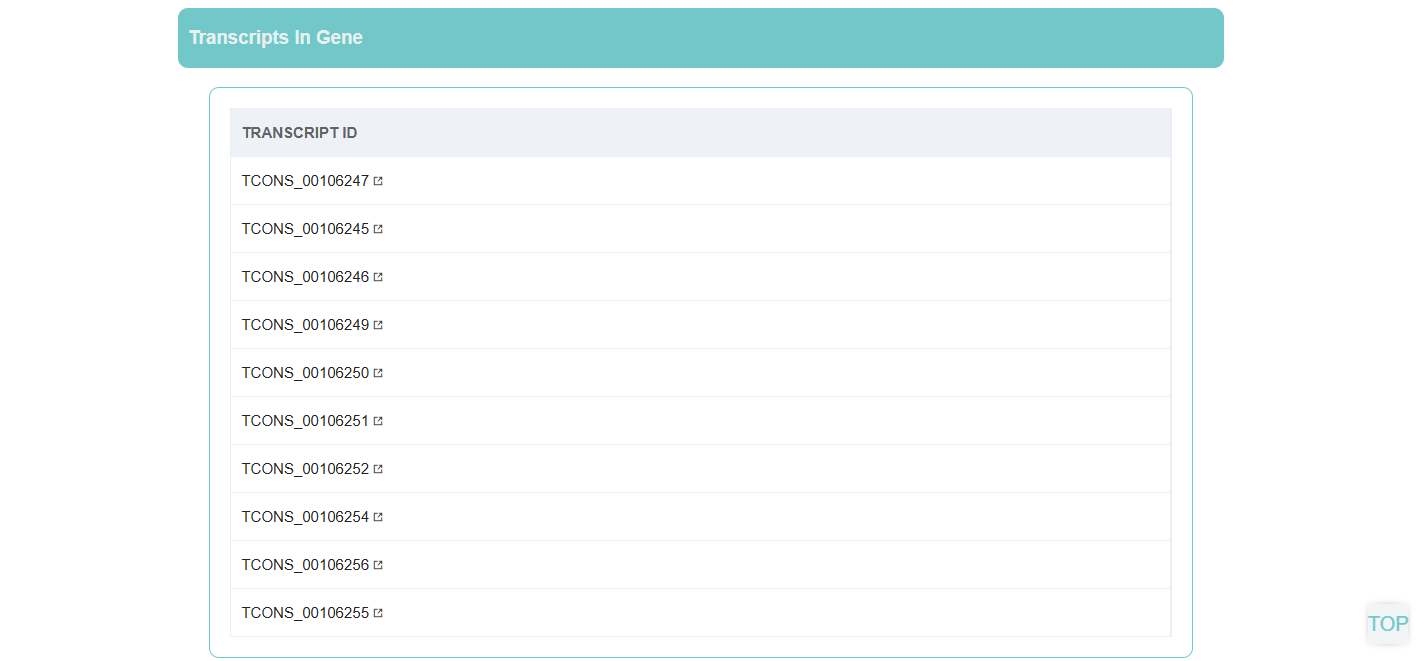 Transcripts In Gene
TRANSCRIPT ID
TCONS_00106247
TCONS_00106245
TCONS_00106246
TCONS_00106249
TCONS_00106250
TCONS_00106251
TCONS_00106252
TCONS_00106254
TCONS_00106256
TCONS_00106255
TOP